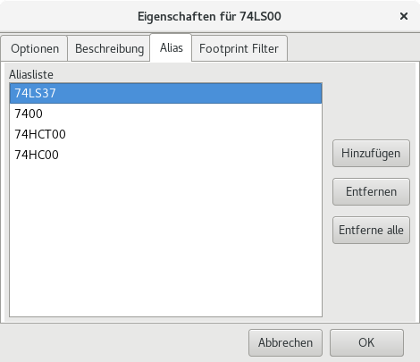 Eigenschaften für 74LS00
Optionen Beschreibung Alias Footprint Filter
Aliasliste
74LS37
7400
74HCT00
74HC00
Hinzufügen
Entfernen
Entferne alle
Abbrechen OK